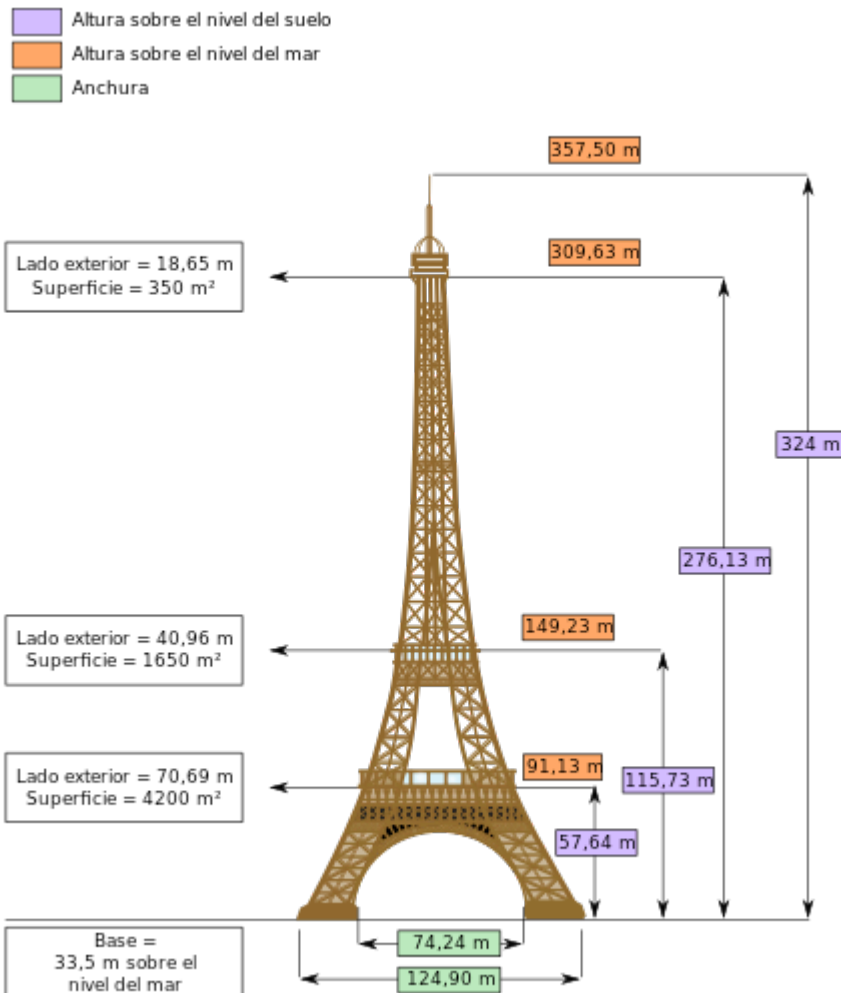 Altura sobre el nivel del suelo
Altura sobre el nivel del mar
Anchura
357,50 m
309,63 m
Lado exterior = 18,65 m
Superficie = 350 m²
324 m
276,13 m
149,23 m
Lado exterior = 40,96 m
Superficie = 1650 m²
91,13 m
115,73 m
Lado exterior = 70,69 m
Superficie = 4200 m²
57,64 m
Base =
33,5 m sobre el
nivel del mar
74,24 m
124,90 m